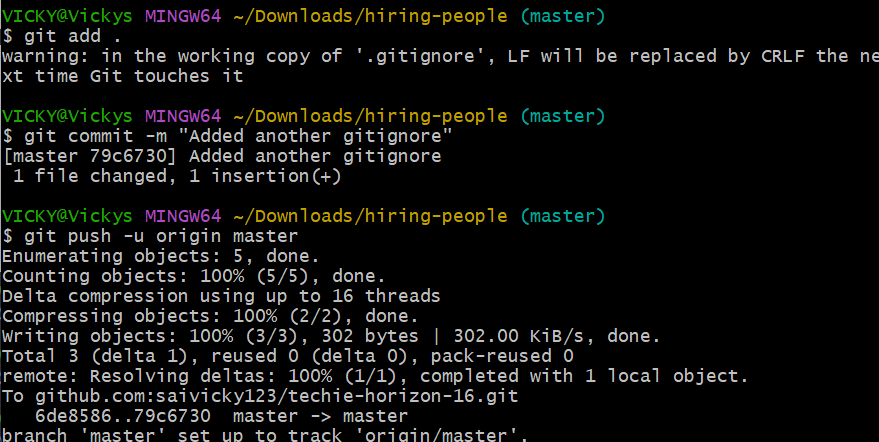 VICKY@Vickys MINGW64 ~/Downloads/hiring-people (master)
$ git add .
warning: in the working copy of '.gitignore', LF will be replaced by CRLF the ne
xt time Git touches it
VICKY@Vickys MINGW64 ~/Downloads/hiring-people (master)
$ git commit -m "Added another gitignore"
[master 79c6730] Added another gitignore
 1 file changed, 1 insertion(+)
VICKY@Vickys MINGW64 ~/Downloads/hiring-people (master)
$ git push -u origin master
Enumerating objects: 5, done.
Counting objects: 100% (5/5), done.
Delta compression using up to 16 threads
Compressing objects: 100% (2/2), done.
Writing objects: 100% (3/3), 302 bytes | 302.00 KiB/s, done.
Total 3 (delta 1), reused 0 (delta 0), pack-reused 0
remote: Resolving deltas: 100% (1/1), completed with 1 local object.
To github.com:saivicky123/techie-horizon-16.git
   6de8586..79c6730  master -> master
branch 'master' set up to track 'origin/master'.